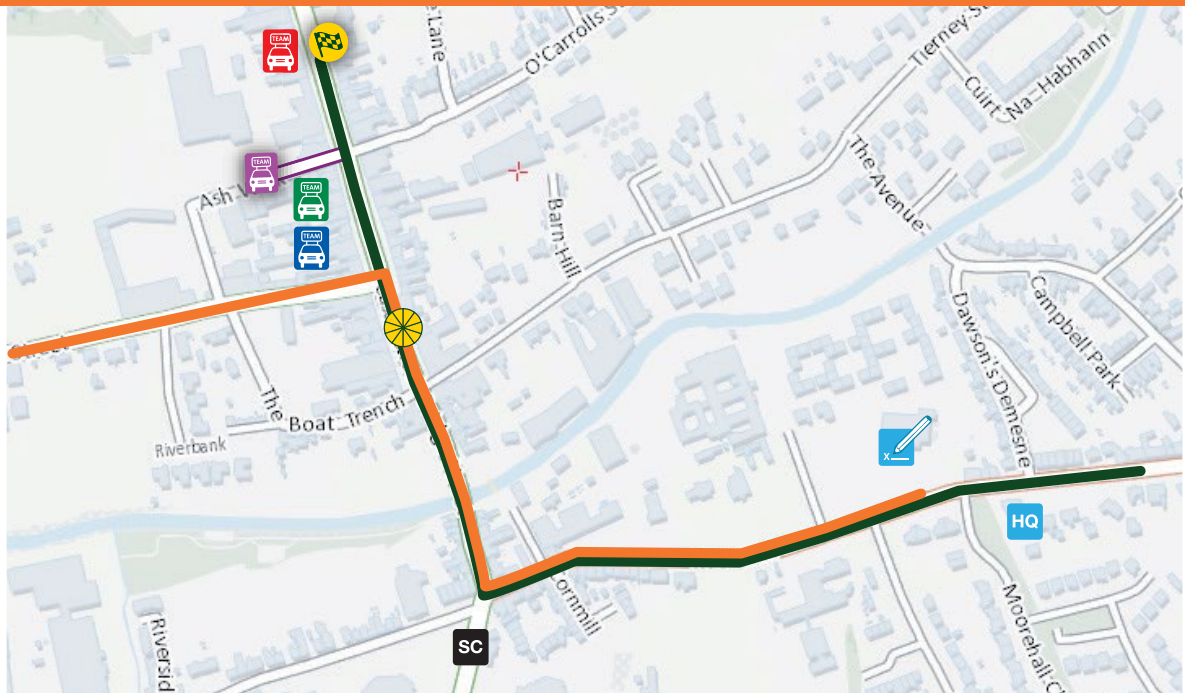 TEAM
O'Carrolls
Tierney
Cuirt
Na Habhann
TEAM
Ash
TEAM
TEAM
Barn Hill
The Avenue
The
Boat Trench
Riverbank
Dawson's Demesne
Campbell Park
x
HQ
SC
Cornmill
Moorehall